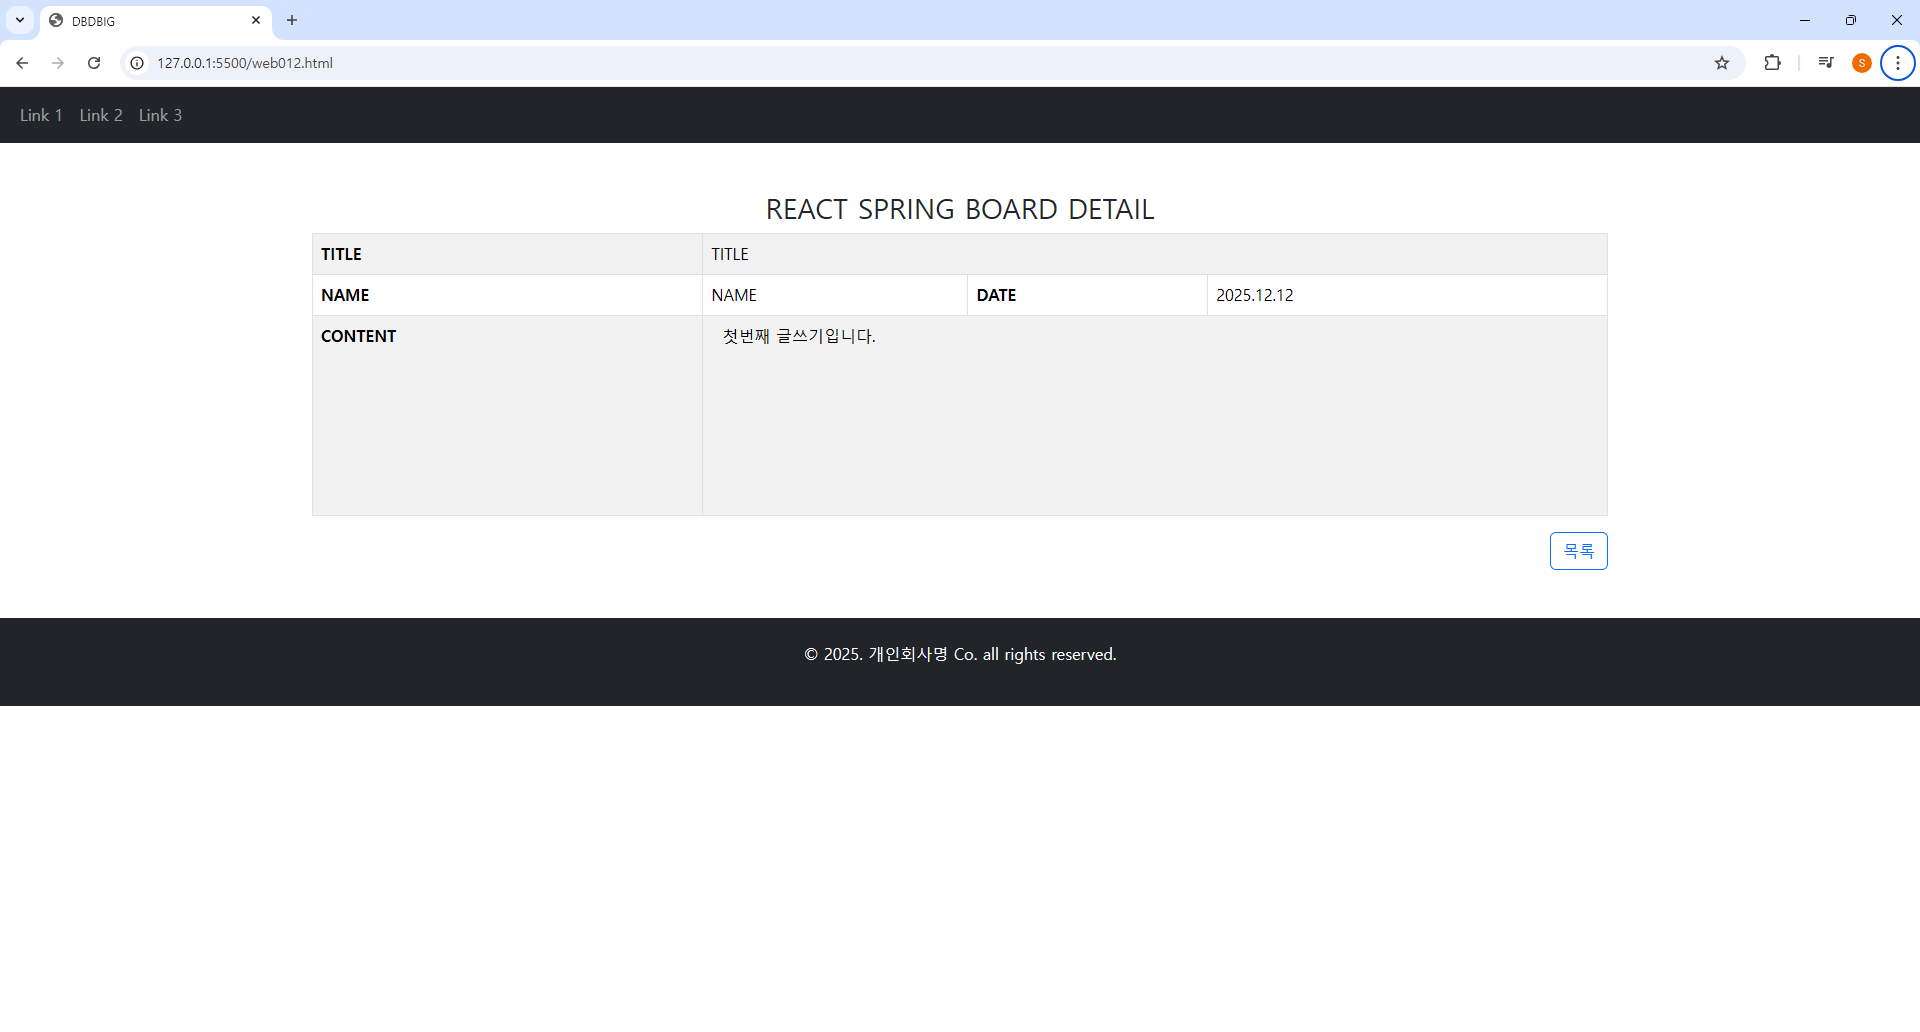 DBDBIG
127.0.0.1:5500/web012.html
S
Link 1 Link 2 Link 3
REACT SPRING BOARD DETAIL
TITLE TITLE
NAME NAME DATE 2025.12.12
CONTENT 첫번째 글쓰기입니다.
목록
© 2025. 개인회사명 Co. all rights reserved.